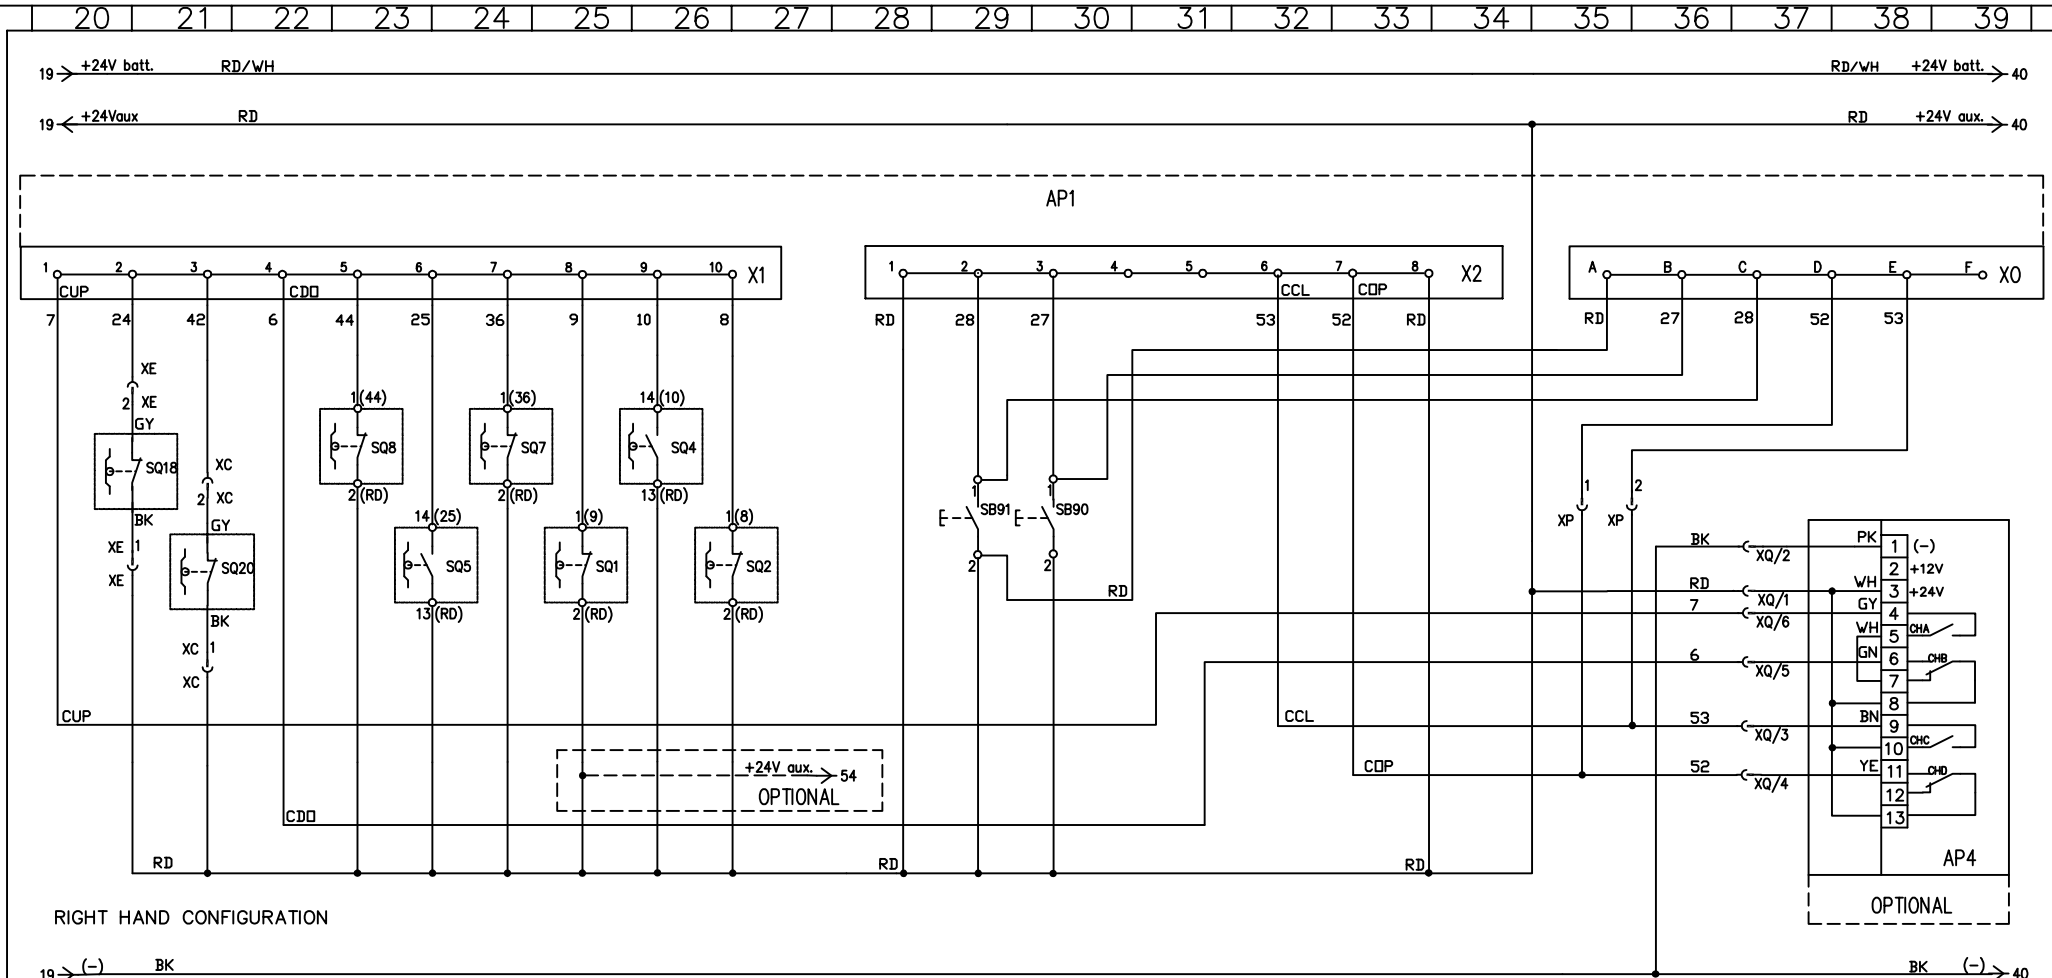 20 21 22 23 24 25 26 27 28 29 30 31 32 33 34 35 36 37 38 39
19 +24V batt. RD/WH RD/WH +24V batt. 40
19 +24Vaux RD RD +24V aux. 40
AP1
1 2 3 4 5 6 7 8 9 10 X1
1 2 3 4 5 6 7 8 X2
A B C D E F X0
CUP CDO CCL COP
7 24 42 6 44 25 36 9 10 8
RD 28 27 53 52 RD
RD 27 28 52 53
XE
2 XE
GY
SQ18
BK
XE 1
XE
XC
2 XC
GY
SQ20
BK
XC 1
XC
1 (44)
SQ8
2 (RD)
14 (25)
SQ5
13 (RD)
1 (36)
SQ7
2 (RD)
1 (9)
SQ1
2 (RD)
14 (10)
SQ4
13 (RD)
1 (8)
SQ2
2 (RD)
1 1
SB91 SB90
2 2
RD
1 2
XP XP
BK XQ/2 PK 1 (-)
2 +12V
RD XQ/1 WH 3 +24V
7 XQ/6 GY 4
WH 5 CHA
6 XQ/5 GN 6 CHB
7
8
53 XQ/3 BN 9
10 CHC
52 XQ/4 YE 11 CHD
12
13
AP4
OPTIONAL
CUP CCL
COP
+24V aux. 54
OPTIONAL
CDO
RD RD RD
RIGHT HAND CONFIGURATION
19 (-) BK BK (-) 40